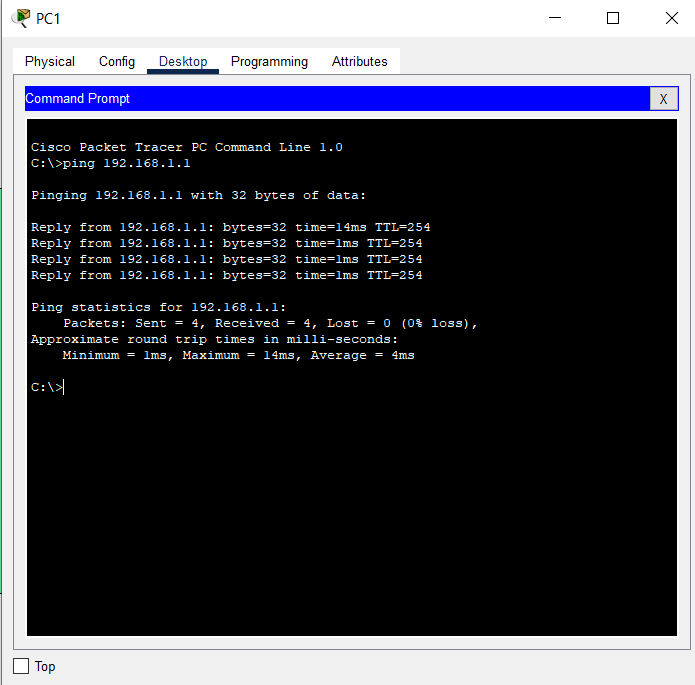 PC1
Physical Config Desktop Programming Attributes
Command Prompt X
Cisco Packet Tracer PC Command Line 1.0
C:\>ping 192.168.1.1
Pinging 192.168.1.1 with 32 bytes of data:
Reply from 192.168.1.1: bytes=32 time=14ms TTL=254
Reply from 192.168.1.1: bytes=32 time=1ms TTL=254
Reply from 192.168.1.1: bytes=32 time=1ms TTL=254
Reply from 192.168.1.1: bytes=32 time=1ms TTL=254
Ping statistics for 192.168.1.1:
Packets: Sent = 4, Received = 4, Lost = 0 (0% loss),
Approximate round trip times in milli-seconds:
Minimum = 1ms, Maximum = 14ms, Average = 4ms
C:\>
Top